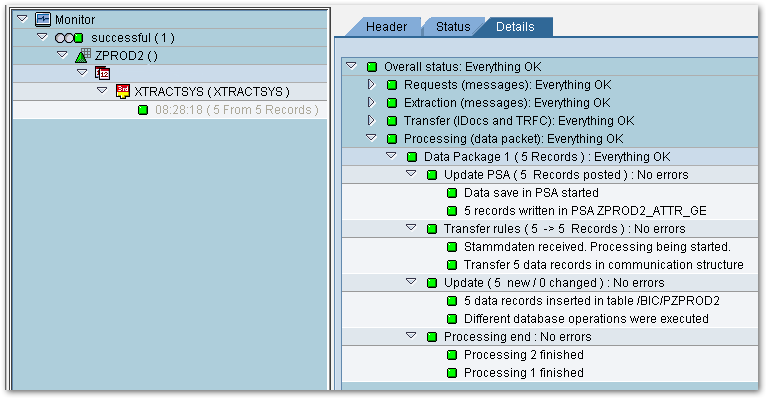 Monitor
successful ( 1 )
ZPROD2 ()
12
3rd
XTRACTSYS ( XTRACTSYS )
08:28:18 ( 5 From 5 Records )
Header
Status
Details
Overall status: Everything OK
Requests (messages): Everything OK
Extraction (messages): Everything OK
Transfer (IDocs and TRFC): Everything OK
Processing (data packet): Everything OK
Data Package 1 ( 5 Records ) : Everything OK
Update PSA ( 5 Records posted ) : No errors
Data save in PSA started
5 records written in PSA ZPROD2_ATTR_GE
Transfer rules ( 5 -> 5 Records ) : No errors
Stammdaten received. Processing being started.
Transfer 5 data records in communication structure
Update ( 5 new / 0 changed ) : No errors
5 data records inserted in table /BIC/PZPROD2
Different database operations were executed
Processing end : No errors
Processing 2 finished
Processing 1 finished